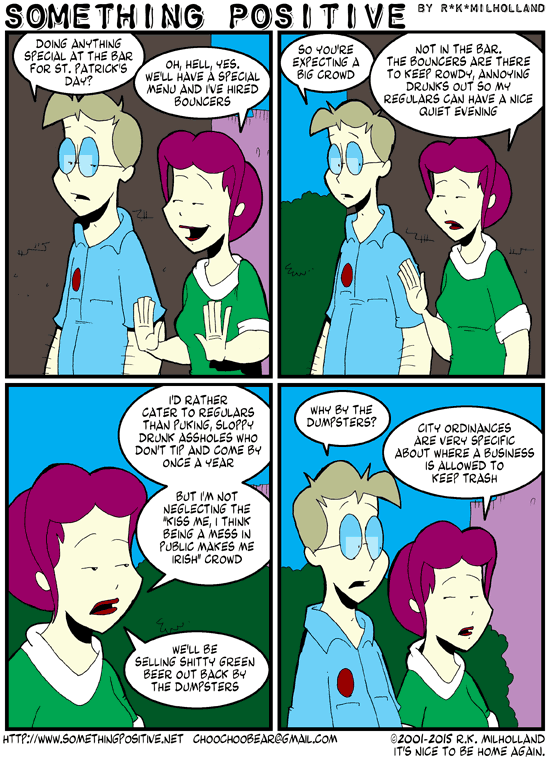 SOMETHING POSITIVE BY R*K*MILHOLLAND
DOING ANYTHING
SPECIAL AT THE BAR
FOR ST. PATRICK'S
DAY?
OH, HELL, YES.
WE'LL HAVE A SPECIAL
MENU AND I'VE HIRED
BOUNCERS
SO YOU'RE
EXPECTING A
BIG CROWD
NOT IN THE BAR.
THE BOUNCERS ARE THERE
TO KEEP ROWDY, ANNOYING
DRUNKS OUT SO MY
REGULARS CAN HAVE A NICE
QUIET EVENING
I'D RATHER
CATER TO REGULARS
THAN PUKING, SLOPPY
DRUNK ASSHOLES WHO
DON'T TIP AND COME BY
ONCE A YEAR
BUT I'M NOT
NEGLECTING THE
"KISS ME, I THINK
BEING A MESS IN
PUBLIC MAKES ME
IRISH" CROWD
WE'LL BE
SELLING SHITTY GREEN
BEER OUT BACK BY
THE DUMPSTERS
WHY BY THE
DUMPSTERS?
CITY ORDINANCES
ARE VERY SPECIFIC
ABOUT WHERE A BUSINESS
IS ALLOWED TO
KEEP TRASH
HTTP://WWW.SOMETHINGPOSITIVE.NET CHOOCHOOBEAR@GMAIL.COM
©2001-2015 R.K. MILHOLLAND
IT'S NICE TO BE HOME AGAIN.